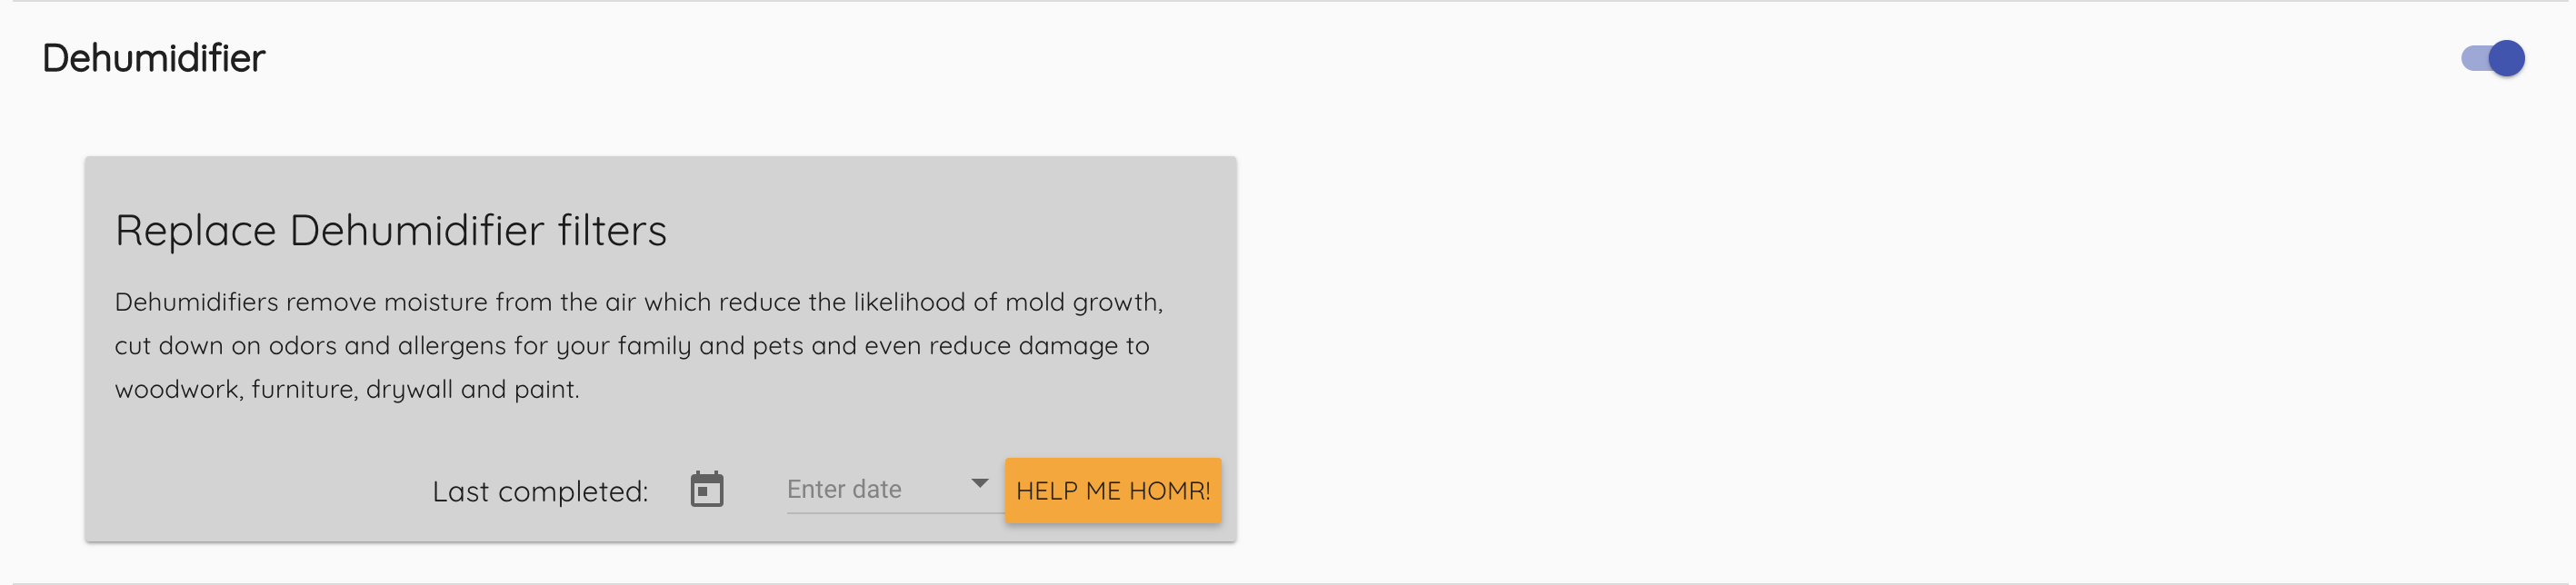 Dehumidifier
Replace Dehumidifier filters
Dehumidifiers remove moisture from the air which reduce the likelihood of mold growth,
cut down on odors and allergens for your family and pets and even reduce damage to
woodwork, furniture, drywall and paint.
Last completed: Enter date HELP ME HOMR!